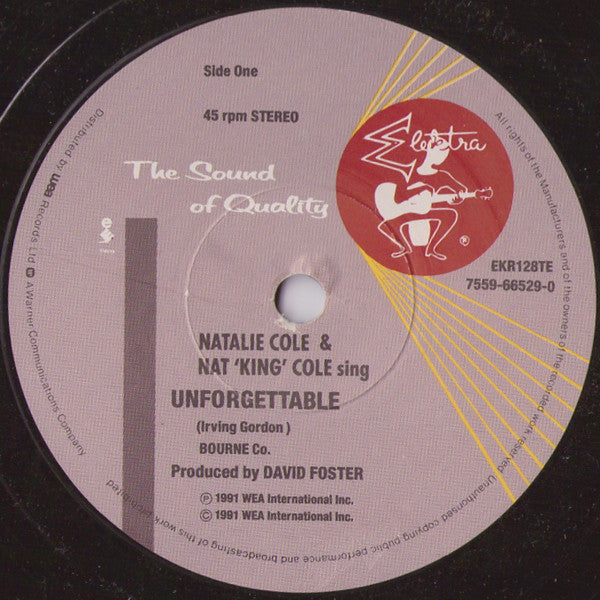 Side One
45 rpm STEREO
The Sound
of Quality
Elektra
®
EKR128TE
7559-66529-0
NATALIE COLE &
NAT ‘KING’ COLE sing
UNFORGETTABLE
(Irving Gordon)
BOURNE Co.
Produced by DAVID FOSTER
Ⓟ 1991 WEA International Inc.
© 1991 WEA International Inc.
All rights of the Manufacturers and of the owners of the recorded work reserved
Unauthorised copying public performance and broadcasting of this work prohibited
Distributed by wea Records Ltd. A Warner Communications Company